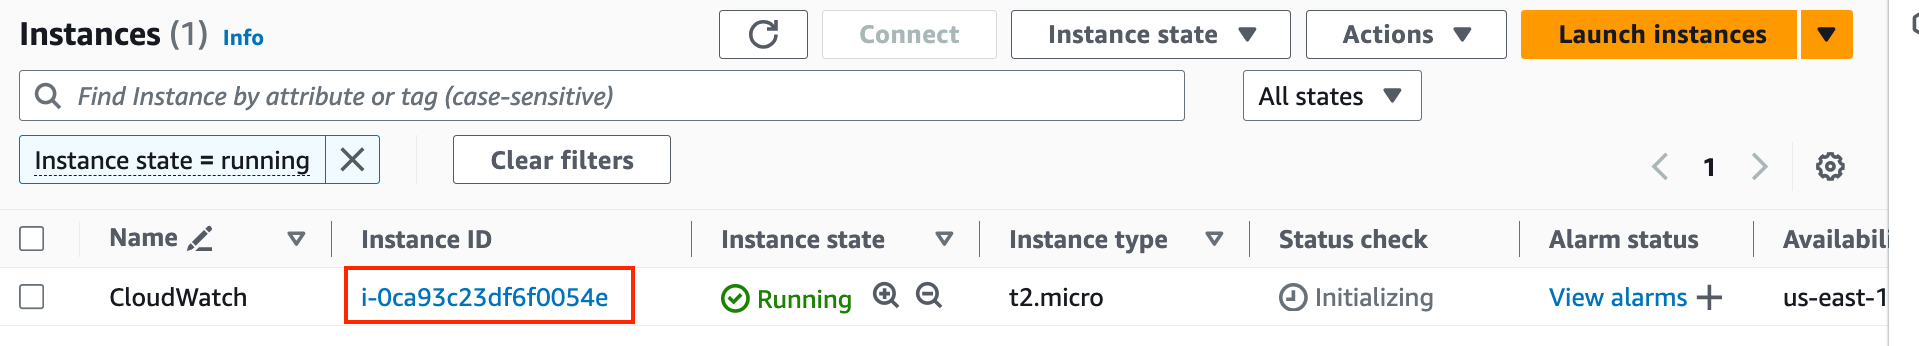 Instances (1) Info Connect Instance state Actions Launch instances
Find Instance by attribute or tag (case-sensitive) All states
Instance state = running Clear filters 1
Name Instance ID Instance state Instance type Status check Alarm status Availabili
CloudWatch i-0ca93c23df6f0054e Running t2.micro Initializing View alarms us-east-1